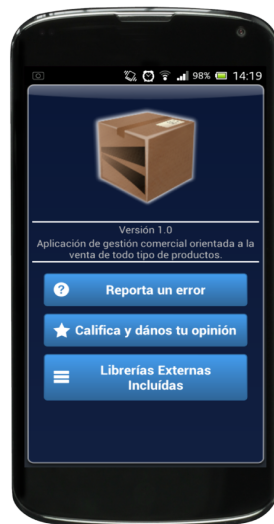 98% 14:19
Versión 1.0
Aplicación de gestión comercial orientada a la
venta de todo tipo de productos.
Reporta un error
Califica y dános tu opinión
Librerías Externas
Incluídas